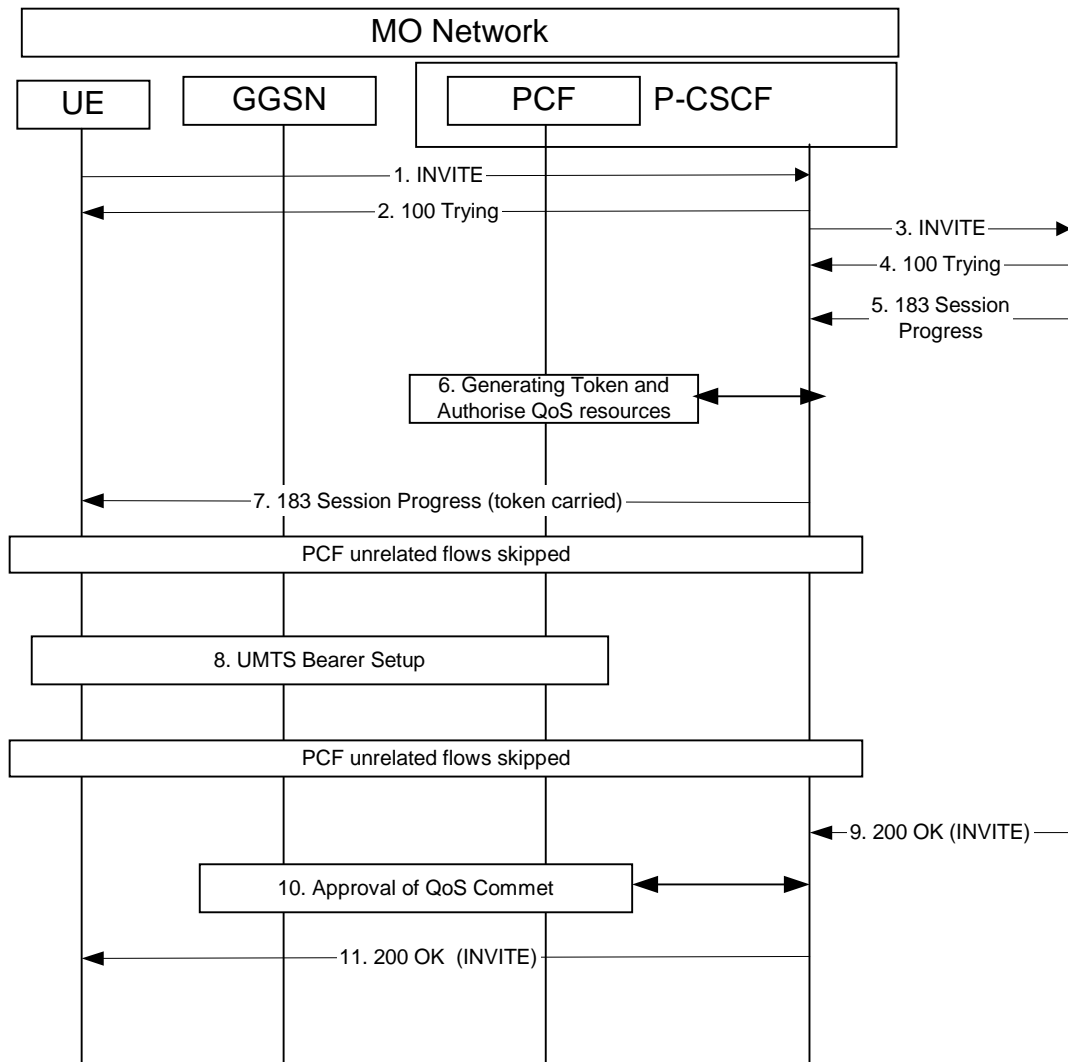 MO Network
UE
GGSN
PCF
P-CSCF
1. INVITE
2. 100 Trying
3. INVITE
4. 100 Trying
5. 183 Session
Progress
6. Generating Token and
Authorise QoS resources
7. 183 Session Progress (token carried)
PCF unrelated flows skipped
8. UMTS Bearer Setup
PCF unrelated flows skipped
9. 200 OK (INVITE)
10. Approval of QoS Commet
11. 200 OK (INVITE)